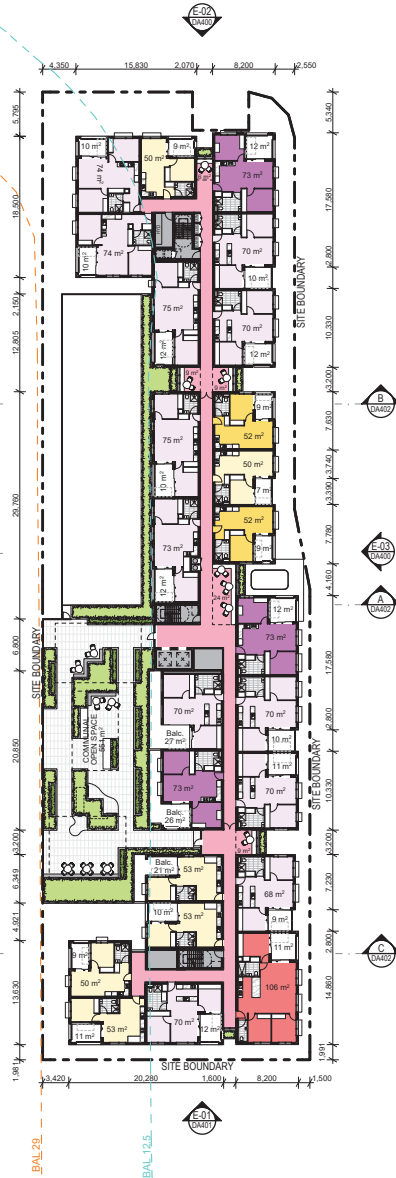 E-02
DA400
4,350
15,830
2,070
8,200
2,550
5,795
18,500
2,150
12,805
29,760
6,800
20,830
3,200
6,349
4,921
13,630
1,981
5,340
17,580
2,800
10,330
3,200
7,630
3,740
3,390
7,780
4,160
17,580
2,800
10,330
3,200
7,230
2,800
14,860
1,991
10 m²
74 m²
50 m²
9 m²
12 m²
73 m²
74 m²
10 m²
70 m²
10 m²
75 m²
12 m²
70 m²
12 m²
9 m²
9 m²
75 m²
10 m²
9 m²
52 m²
50 m²
7 m²
73 m²
12 m²
52 m²
9 m²
24 m²
12 m²
73 m²
70 m²
Balc.
27 m²
70 m²
10 m²
11 m²
73 m²
Balc.
26 m²
70 m²
9 m²
Balc.
21 m²
53 m²
68 m²
9 m²
10 m²
53 m²
9 m²
50 m²
11 m²
106 m²
11 m²
53 m²
70 m²
12 m²
COMMUNAL
OPEN SPACE
551 m²
SITE BOUNDARY
SITE BOUNDARY
SITE BOUNDARY
SITE BOUNDARY
B
DA402
E-03
DA400
A
DA402
C
DA402
3,420
20,280
1,600
8,200
1,500
E-01
DA401
BAL 29
BAL 12.5